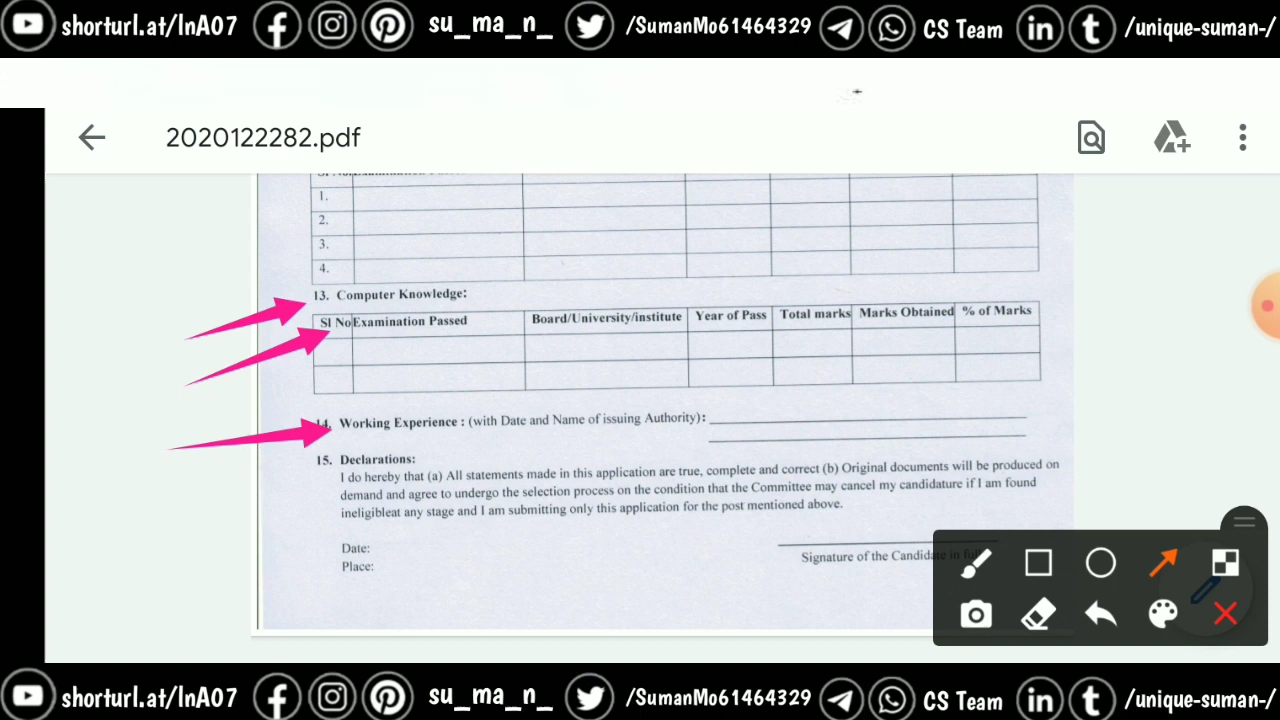 shorturl.at/lnA07 su_ma_n_ /SumanMo61464329 CS Team /unique-suman-/
2020122282.pdf
1.
2.
3.
4.
13. Computer Knowledge:
Sl No Examination Passed Board/University/institute Year of Pass Total marks Marks Obtained % of Marks
14. Working Experience : (with Date and Name of issuing Authority):
15. Declarations:
I do hereby that (a) All statements made in this application are true, complete and correct (b) Original documents will be produced on
demand and agree to undergo the selection process on the condition that the Committee may cancel my candidature if I am found
ineligibleat any stage and I am submitting only this application for the post mentioned above.
Date:
Place:
Signature of the Candidate in full
shorturl.at/lnA07 su_ma_n_ /SumanMo61464329 CS Team /unique-suman-/